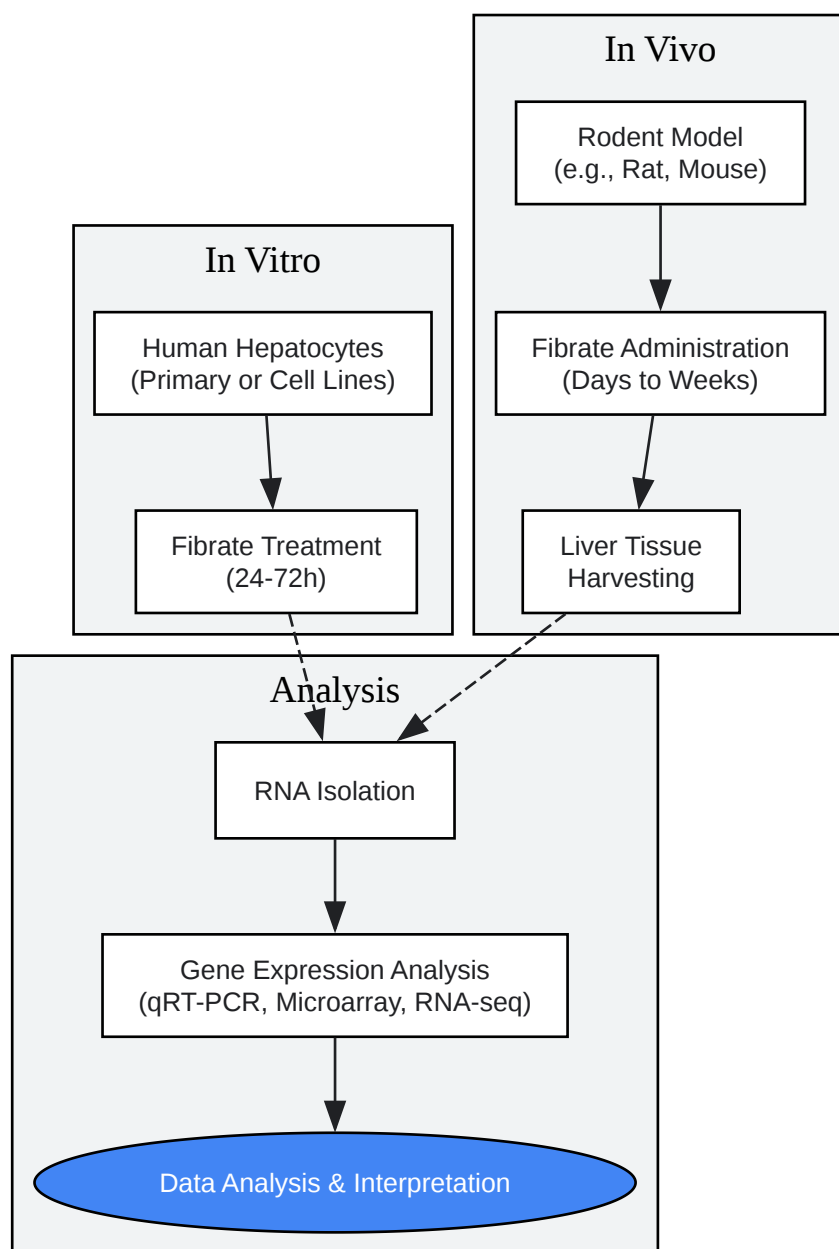 In Vivo
Rodent Model
(e.g., Rat, Mouse)
Fibrate Administration
(Days to Weeks)
Liver Tissue
Harvesting
In Vitro
Human Hepatocytes
(Primary or Cell Lines)
Fibrate Treatment
(24-72h)
Analysis
RNA Isolation
Gene Expression Analysis
(qRT-PCR, Microarray, RNA-seq)
Data Analysis & Interpretation